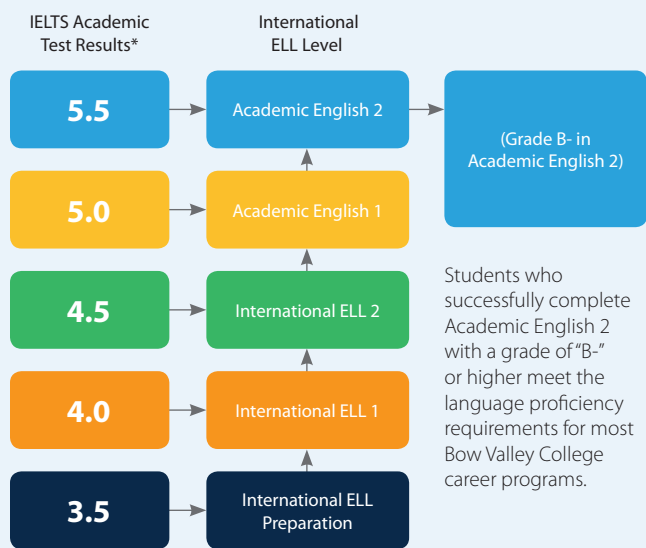 IELTS Academic
Test Results*
International
ELL Level
5.5
Academic English 2
(Grade B- in
Academic English 2)
5.0
Academic English 1
4.5
International ELL 2
4.0
International ELL 1
3.5
International ELL
Preparation
Students who
successfully complete
Academic English 2
with a grade of “B-”
or higher meet the
language proficiency
requirements for most
Bow Valley College
career programs.